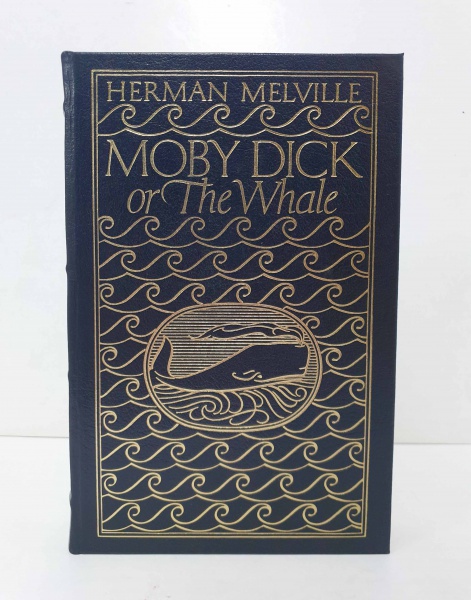 HERMAN MELVILLE
MOBY DICK
or The Whale